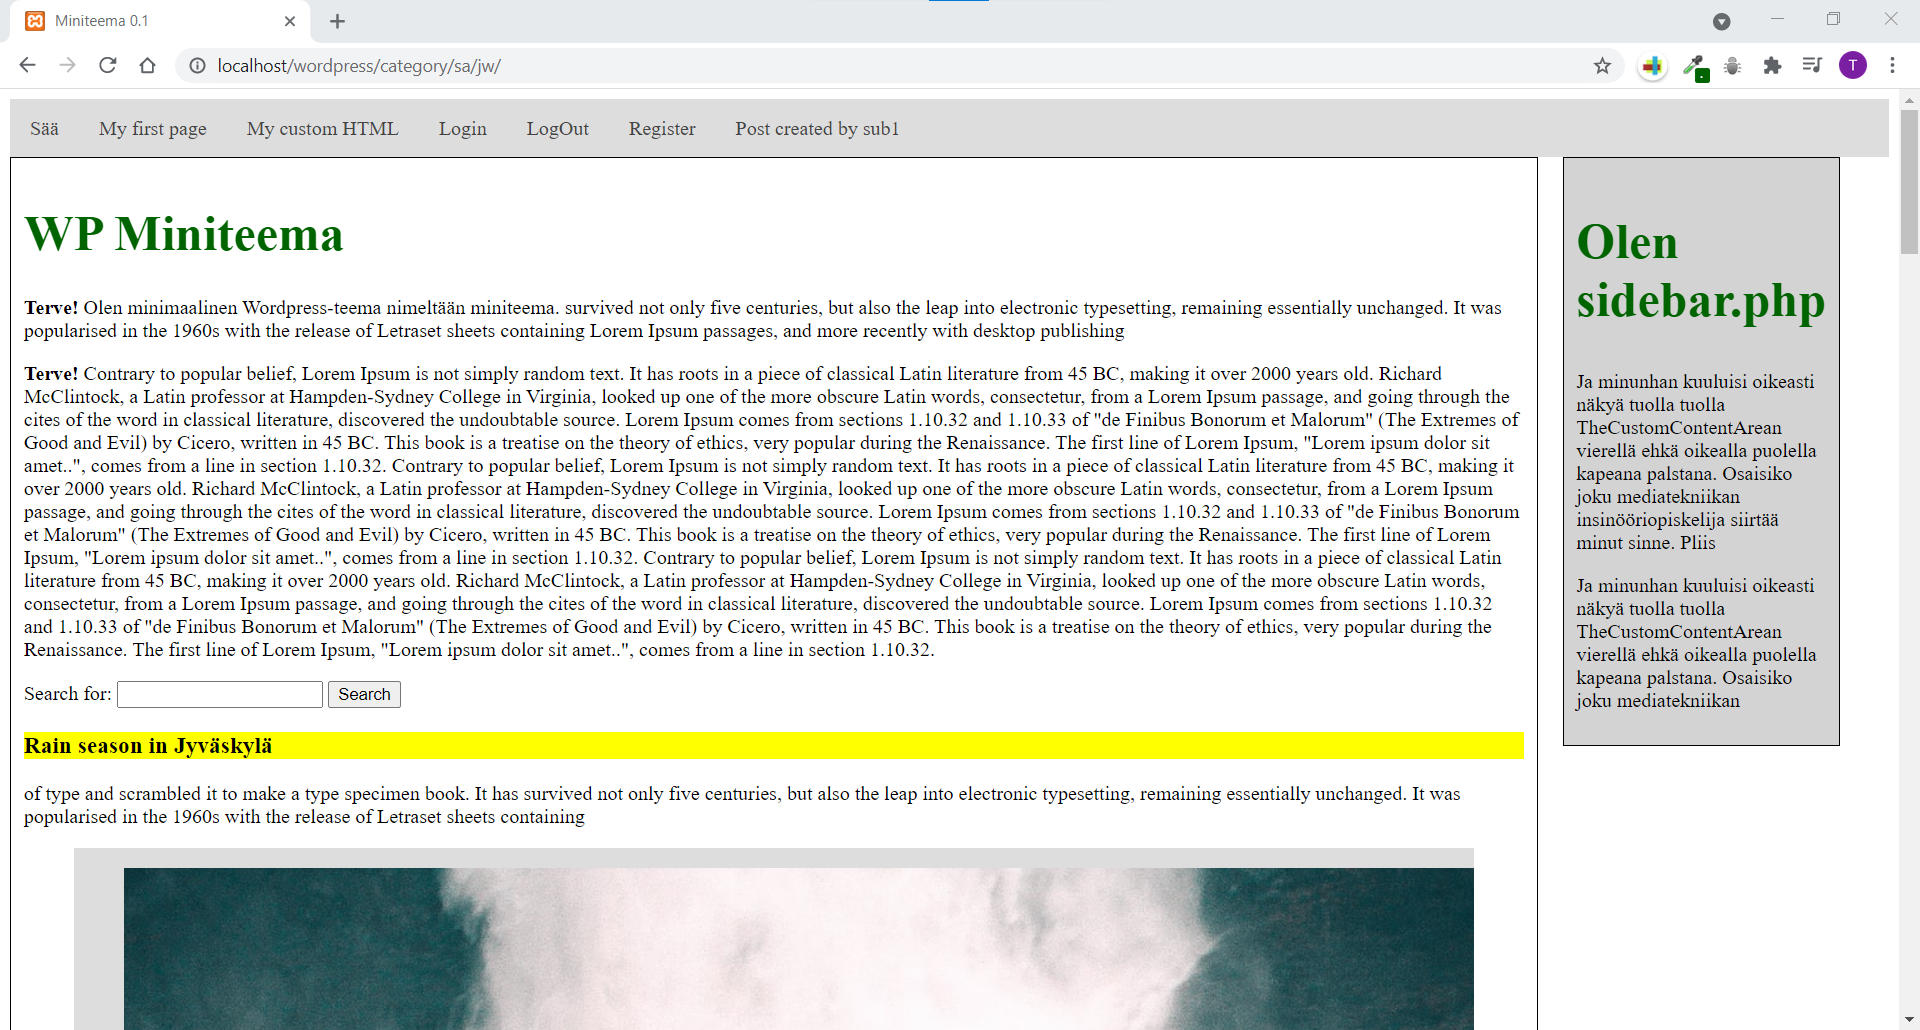 Miniteema 0.1
localhost/wordpress/category/sa/jw/
T
Sää My first page My custom HTML Login LogOut Register Post created by sub1
WP Miniteema
Terve! Olen minimaalinen Wordpress-teema nimeltään miniteema. survived not only five centuries, but also the leap into electronic typesetting, remaining essentially unchanged. It was
popularised in the 1960s with the release of Letraset sheets containing Lorem Ipsum passages, and more recently with desktop publishing
Terve! Contrary to popular belief, Lorem Ipsum is not simply random text. It has roots in a piece of classical Latin literature from 45 BC, making it over 2000 years old. Richard
McClintock, a Latin professor at Hampden-Sydney College in Virginia, looked up one of the more obscure Latin words, consectetur, from a Lorem Ipsum passage, and going through the
cites of the word in classical literature, discovered the undoubtable source. Lorem Ipsum comes from sections 1.10.32 and 1.10.33 of "de Finibus Bonorum et Malorum" (The Extremes of
Good and Evil) by Cicero, written in 45 BC. This book is a treatise on the theory of ethics, very popular during the Renaissance. The first line of Lorem Ipsum, "Lorem ipsum dolor sit
amet..", comes from a line in section 1.10.32. Contrary to popular belief, Lorem Ipsum is not simply random text. It has roots in a piece of classical Latin literature from 45 BC, making it
over 2000 years old. Richard McClintock, a Latin professor at Hampden-Sydney College in Virginia, looked up one of the more obscure Latin words, consectetur, from a Lorem Ipsum
passage, and going through the cites of the word in classical literature, discovered the undoubtable source. Lorem Ipsum comes from sections 1.10.32 and 1.10.33 of "de Finibus Bonorum
et Malorum" (The Extremes of Good and Evil) by Cicero, written in 45 BC. This book is a treatise on the theory of ethics, very popular during the Renaissance. The first line of Lorem
Ipsum, "Lorem ipsum dolor sit amet..", comes from a line in section 1.10.32. Contrary to popular belief, Lorem Ipsum is not simply random text. It has roots in a piece of classical Latin
literature from 45 BC, making it over 2000 years old. Richard McClintock, a Latin professor at Hampden-Sydney College in Virginia, looked up one of the more obscure Latin words,
consectetur, from a Lorem Ipsum passage, and going through the cites of the word in classical literature, discovered the undoubtable source. Lorem Ipsum comes from sections 1.10.32
and 1.10.33 of "de Finibus Bonorum et Malorum" (The Extremes of Good and Evil) by Cicero, written in 45 BC. This book is a treatise on the theory of ethics, very popular during the
Renaissance. The first line of Lorem Ipsum, "Lorem ipsum dolor sit amet..", comes from a line in section 1.10.32.
Search for: Search
Rain season in Jyväskylä
of type and scrambled it to make a type specimen book. It has survived not only five centuries, but also the leap into electronic typesetting, remaining essentially unchanged. It was
popularised in the 1960s with the release of Letraset sheets containing
Olen
sidebar.php
Ja minunhan kuuluisi oikeasti
näkyä tuolla tuolla
TheCustomContentArean
vierellä ehkä oikealla puolella
kapeana palstana. Osaisiko
joku mediatekniikan
insinööriopiskelija siirtää
minut sinne. Pliis
Ja minunhan kuuluisi oikeasti
näkyä tuolla tuolla
TheCustomContentArean
vierellä ehkä oikealla puolella
kapeana palstana. Osaisiko
joku mediatekniikan